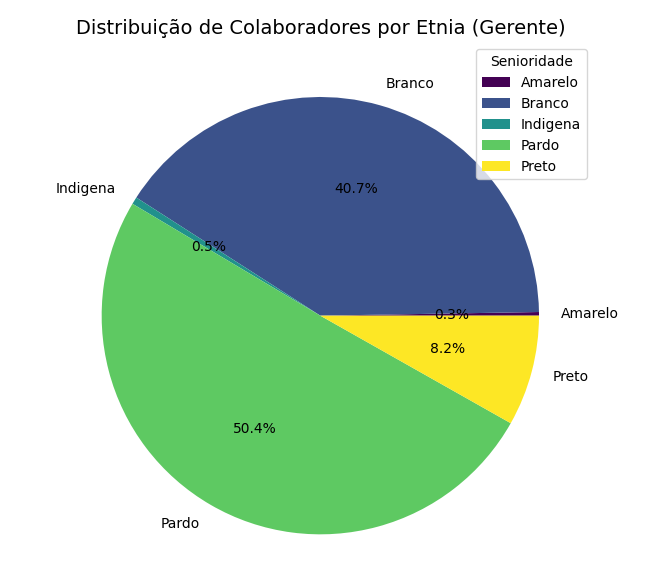 Distribuição de Colaboradores por Etnia (Gerente)
Senioridade
Amarelo
Branco
Indigena
Pardo
Preto
Branco
40.7%
Indigena
0.5%
0.3%
Amarelo
8.2%
Preto
50.4%
Pardo